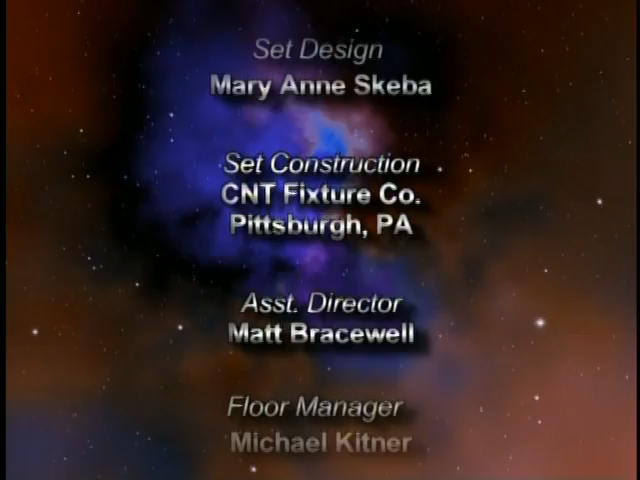 Set Design
Mary Anne Skeba
Set Construction
CNT Fixture Co.
Pittsburgh, PA
Asst. Director
Matt Bracewell
Floor Manager
Michael Kitner